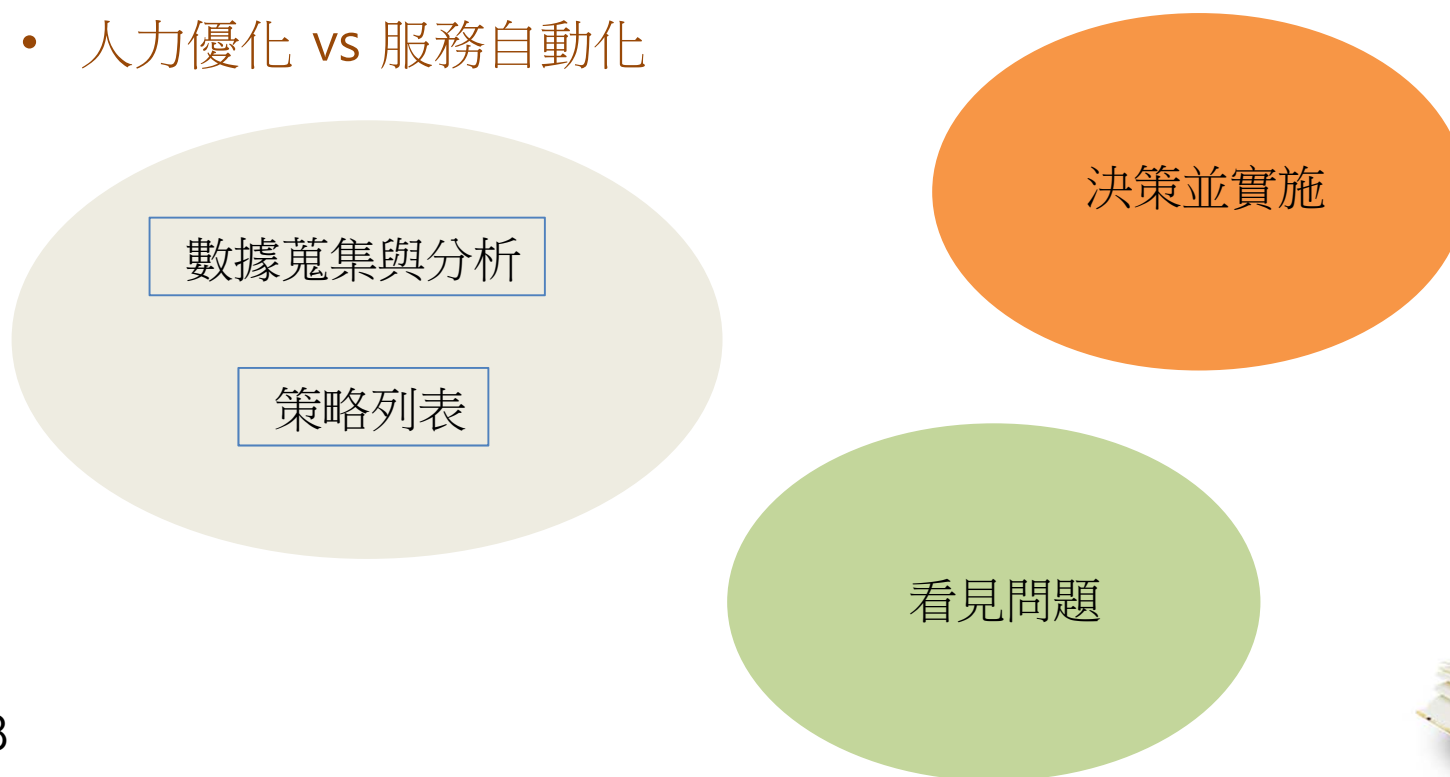 • 人力優化 vs 服務自動化
決策並實施
數據蒐集與分析
策略列表
看見問題